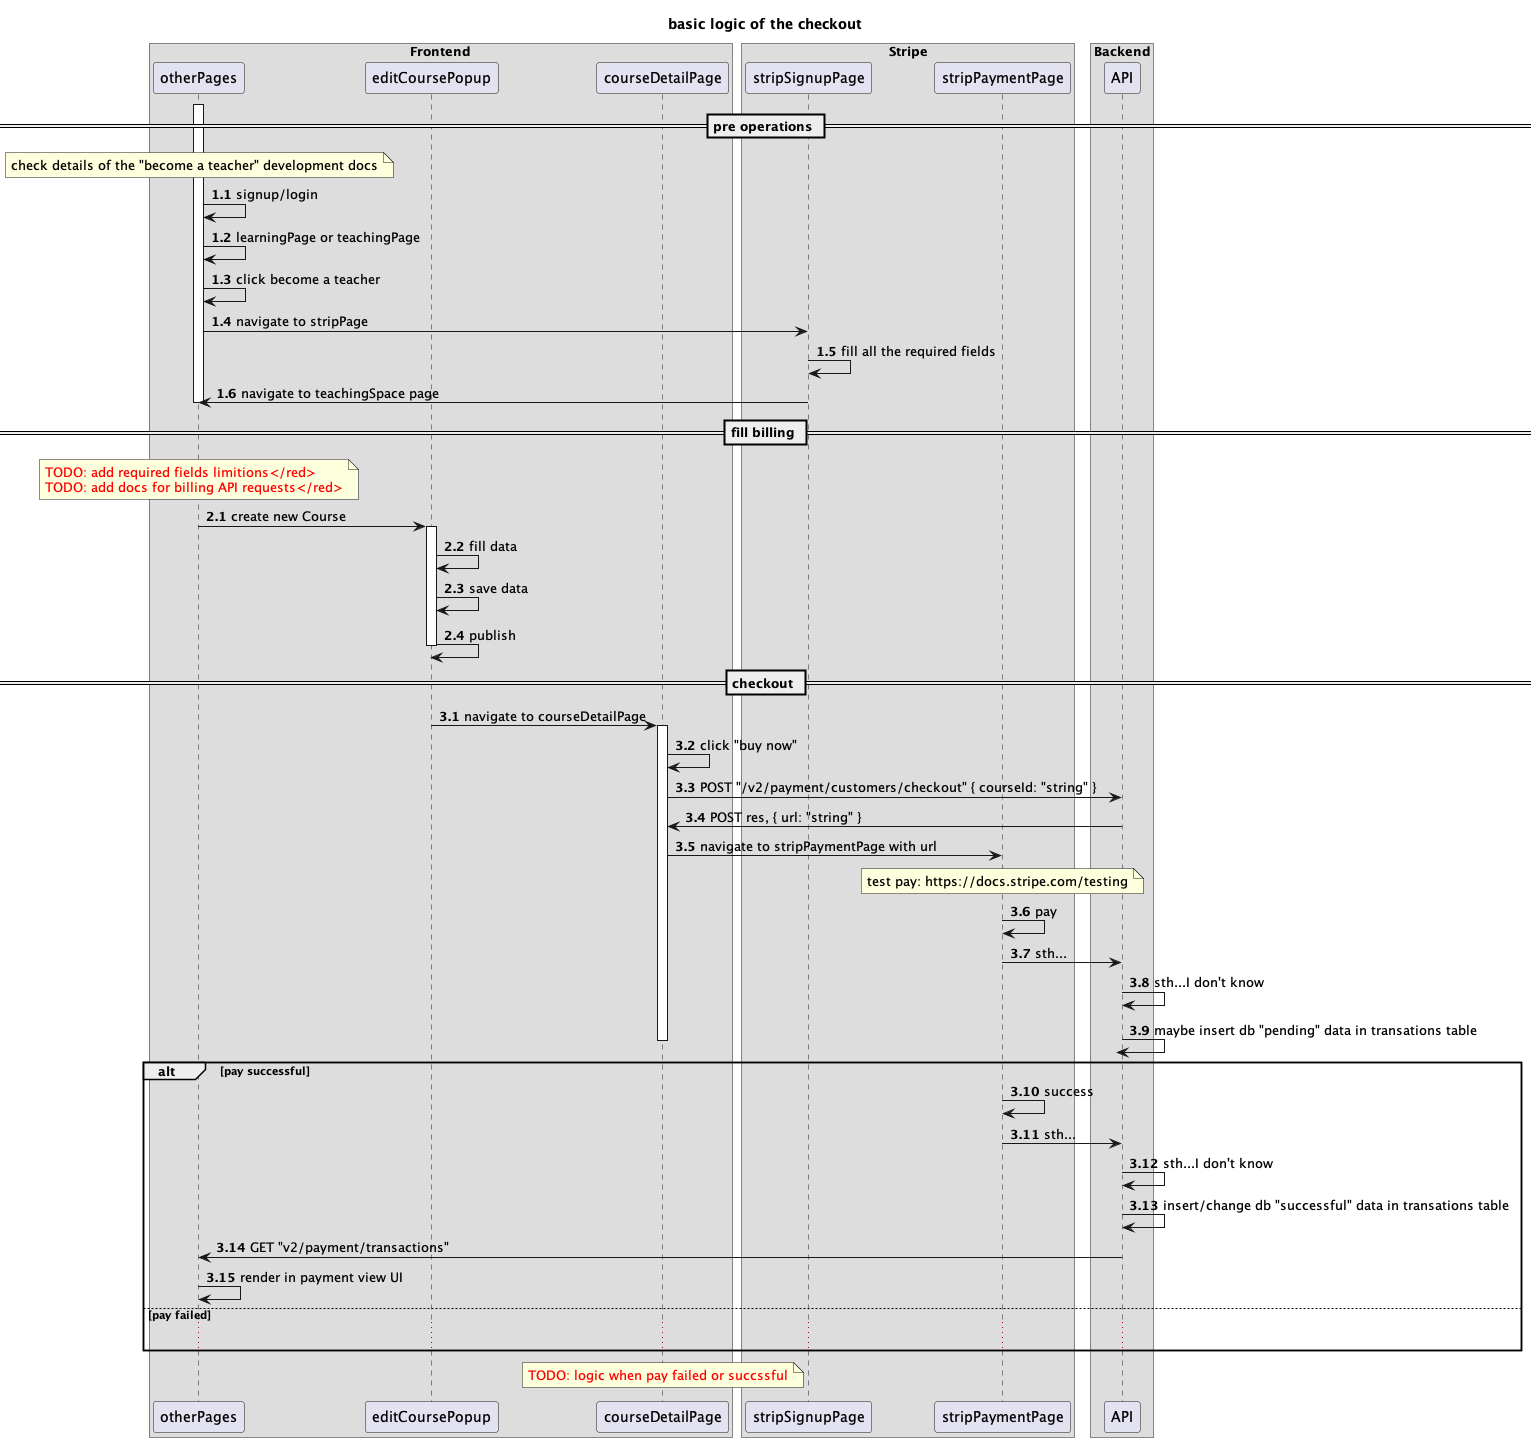 basic logic of the checkout
Frontend
Stripe
Backend
otherPages
editCoursePopup
courseDetailPage
stripSignupPage
stripPaymentPage
API
pre operations
check details of the "become a teacher" development docs
1.1 signup/login
1.2 learningPage or teachingPage
1.3 click become a teacher
1.4 navigate to stripPage
1.5 fill all the required fields
1.6 navigate to teachingSpace page
fill billing
TODO: add required fields limitions</red>
TODO: add docs for billing API requests</red>
2.1 create new Course
2.2 fill data
2.3 save data
2.4 publish
checkout
3.1 navigate to courseDetailPage
3.2 click "buy now"
3.3 POST "/v2/payment/customers/checkout" { courseId: "string" }
3.4 POST res, { url: "string" }
3.5 navigate to stripPaymentPage with url
test pay: https://docs.stripe.com/testing
3.6 pay
3.7 sth...
3.8 sth...I don't know
3.9 maybe insert db "pending" data in transations table
alt
[pay successful]
3.10 success
3.11 sth...
3.12 sth...I don't know
3.13 insert/change db "successful" data in transations table
3.14 GET "v2/payment/transactions"
3.15 render in payment view UI
[pay failed]
TODO: logic when pay failed or succssful
otherPages
editCoursePopup
courseDetailPage
stripSignupPage
stripPaymentPage
API